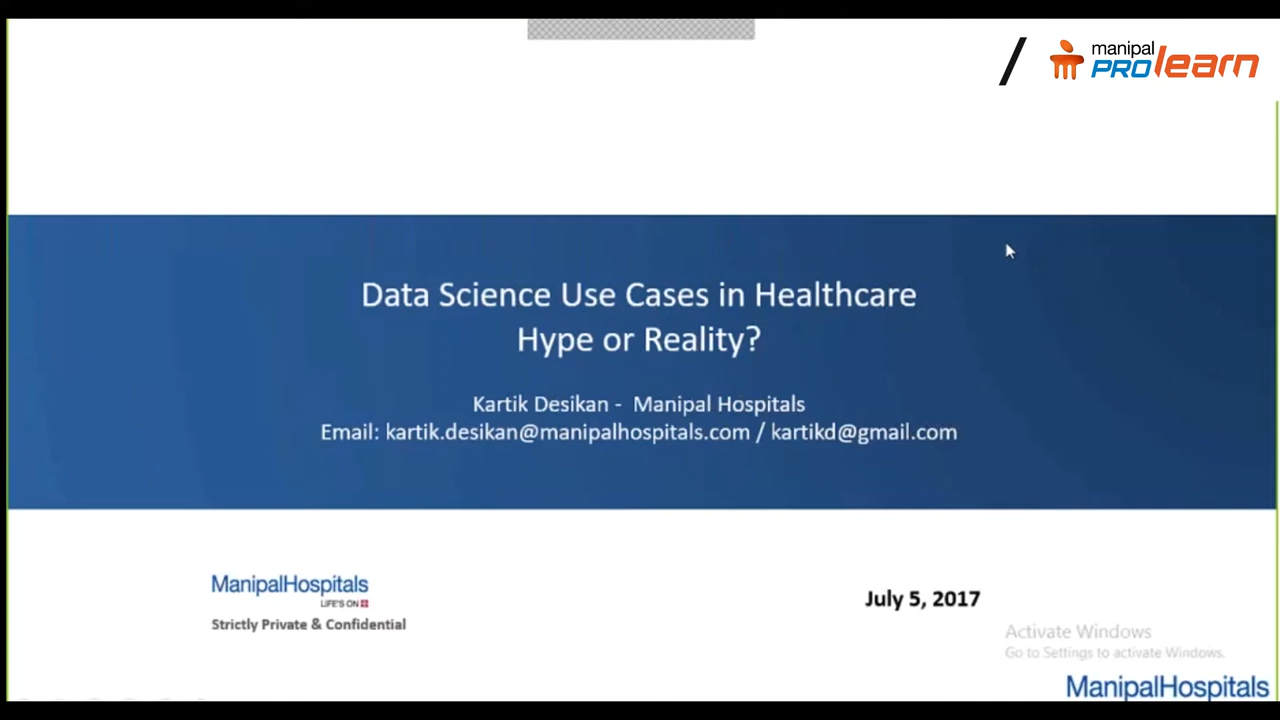 manipal
PROlearn
Data Science Use Cases in Healthcare
Hype or Reality?
Kartik Desikan - Manipal Hospitals
Email: kartik.desikan@manipalhospitals.com / kartikd@gmail.com
ManipalHospitals
LIFE'S ON
Strictly Private & Confidential
July 5, 2017
Activate Windows
Go to Settings to activate Windows.
ManipalHospitals